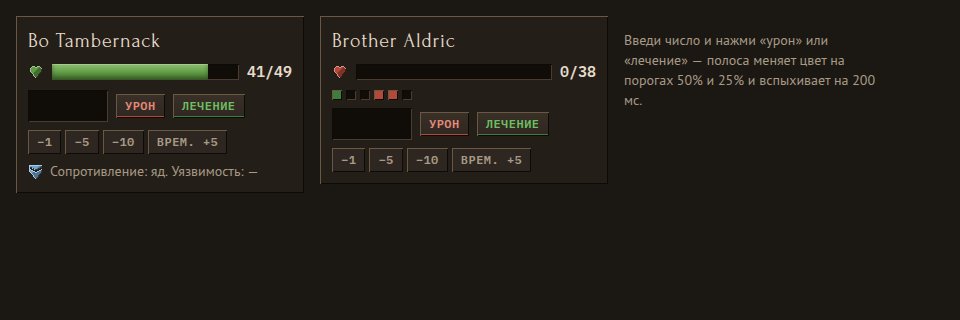 Bo Tambernack
41/49
УРОН ЛЕЧЕНИЕ
−1 −5 −10 ВРЕМ. +5
Сопротивление: яд. Уязвимость: —
Brother Aldric
0/38
УРОН ЛЕЧЕНИЕ
−1 −5 −10 ВРЕМ. +5
Введи число и нажми «урон» или
«лечение» — полоса меняет цвет на
порогах 50% и 25% и вспыхивает на 200
мс.